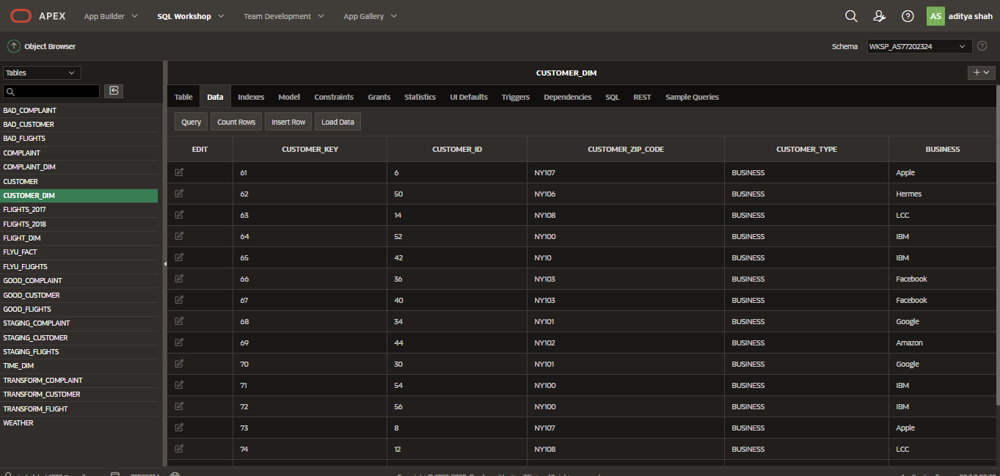 APEX App Builder SQL Workshop Team Development App Gallery AS aditya shah
Object Browser Schema WKSP_AS77202324
Tables
CUSTOMER_DIM
Table Data Indexes Model Constraints Grants Statistics UI Defaults Triggers Dependencies SQL REST Sample Queries
Query Count Rows Insert Row Load Data
BAD_COMPLAINT
BAD_CUSTOMER
BAD_FLIGHTS
COMPLAINT
COMPLAINT_DIM
CUSTOMER
CUSTOMER_DIM
FLIGHTS_2017
FLIGHTS_2018
FLIGHT_DIM
FLYU_FACT
FLYU_FLIGHTS
GOOD_COMPLAINT
GOOD_CUSTOMER
GOOD_FLIGHTS
STAGING_COMPLAINT
STAGING_CUSTOMER
STAGING_FLIGHTS
TIME_DIM
TRANSFORM_COMPLAINT
TRANSFORM_CUSTOMER
TRANSFORM_FLIGHT
WEATHER
EDIT CUSTOMER_KEY CUSTOMER_ID CUSTOMER_ZIP_CODE CUSTOMER_TYPE BUSINESS
61 6 NY107 BUSINESS Apple
62 50 NY106 BUSINESS Hermes
63 14 NY108 BUSINESS LCC
64 52 NY100 BUSINESS IBM
65 42 NY10 BUSINESS IBM
66 36 NY103 BUSINESS Facebook
67 40 NY103 BUSINESS Facebook
68 34 NY101 BUSINESS Google
69 44 NY102 BUSINESS Amazon
70 30 NY101 BUSINESS Google
71 54 NY100 BUSINESS IBM
72 56 NY100 BUSINESS IBM
73 8 NY107 BUSINESS Apple
74 12 NY108 BUSINESS LCC